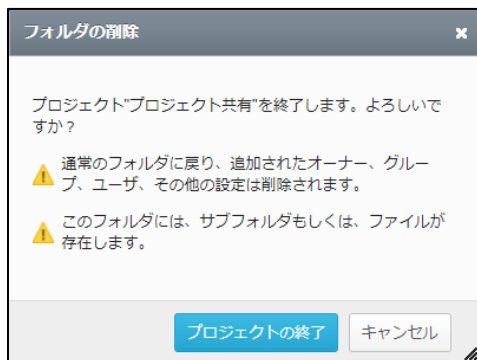 フォルダの削除
プロジェクト"プロジェクト共有"を終了します。よろしいで
すか？
通常のフォルダに戻り、追加されたオーナー、グルー
プ、ユーザ、その他の設定は削除されます。
このフォルダには、サブフォルダもしくは、ファイルが
存在します。
プロジェクトの終了 キャンセル